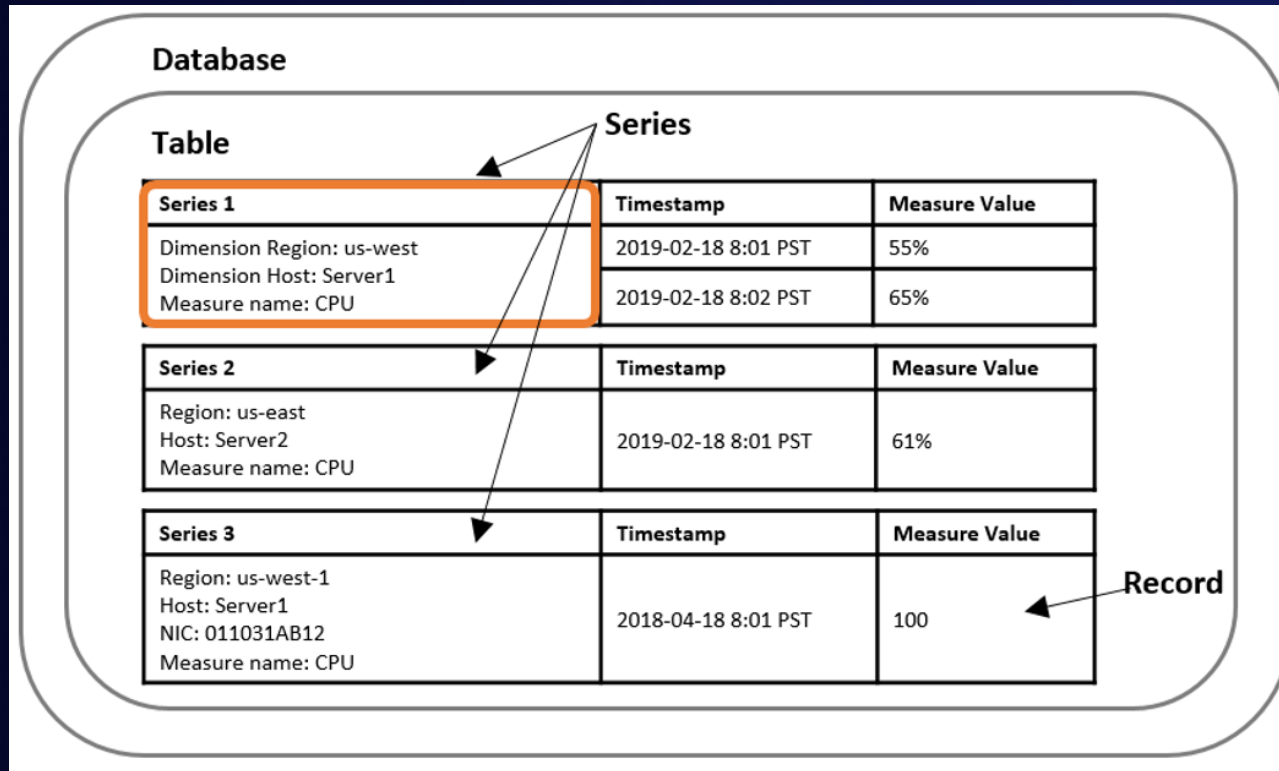 Database
Table
Series
Series 1
Timestamp
Measure Value
Dimension Region: us-west
Dimension Host: Server1
Measure name: CPU
2019-02-18 8:01 PST
55%
2019-02-18 8:02 PST
65%
Series 2
Timestamp
Measure Value
Region: us-east
Host: Server2
Measure name: CPU
2019-02-18 8:01 PST
61%
Series 3
Timestamp
Measure Value
Region: us-west-1
Host: Server1
NIC: 011031AB12
Measure name: CPU
2018-04-18 8:01 PST
100
Record